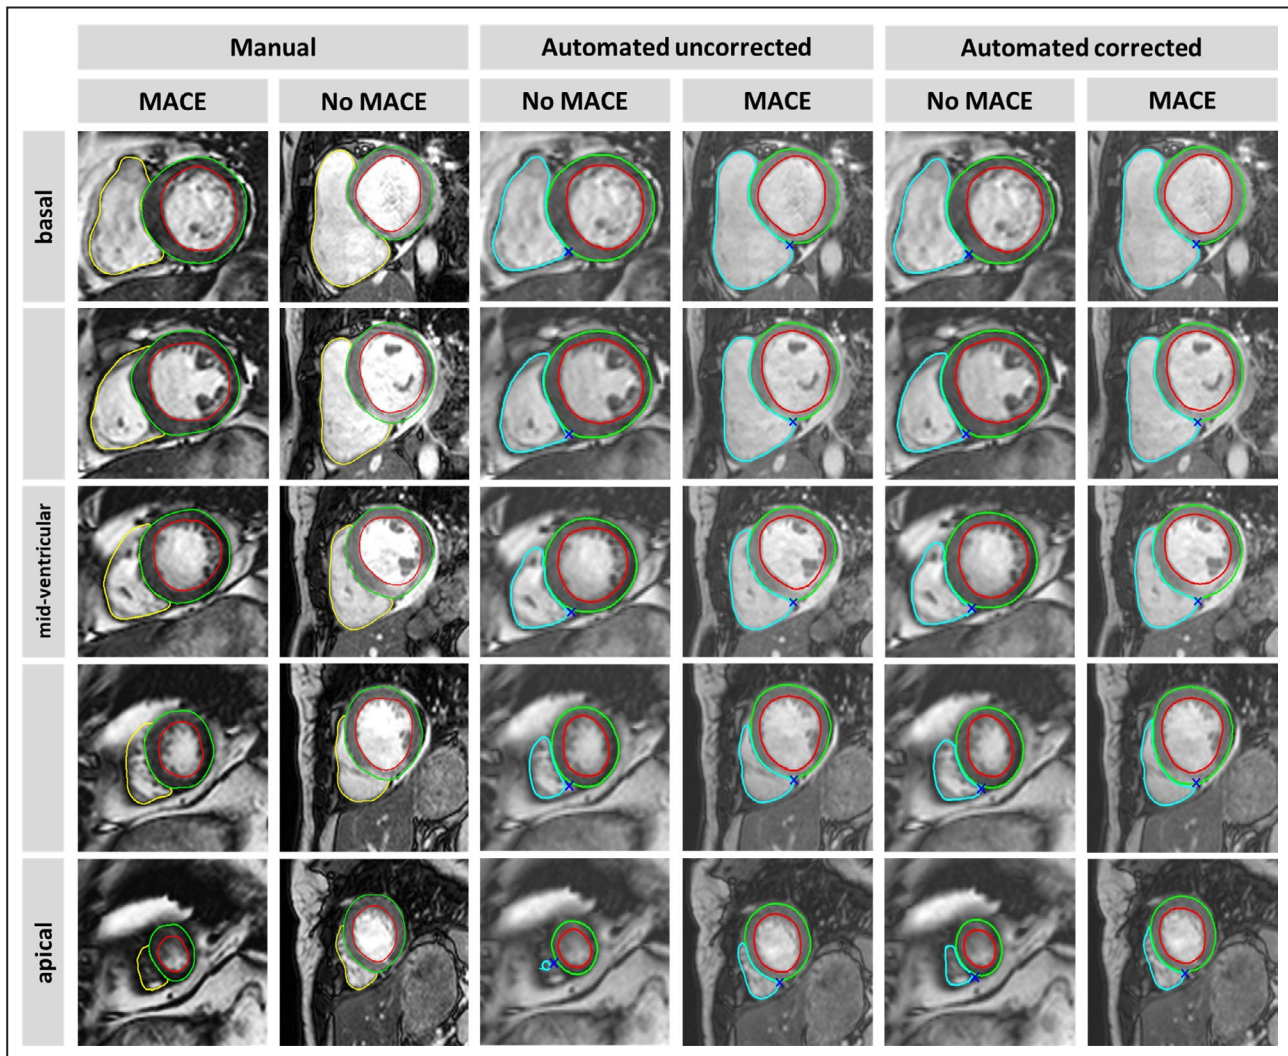 Manual
Automated uncorrected
Automated corrected
MACE
No MACE
No MACE
MACE
No MACE
MACE
basal
mid-ventricular
apical